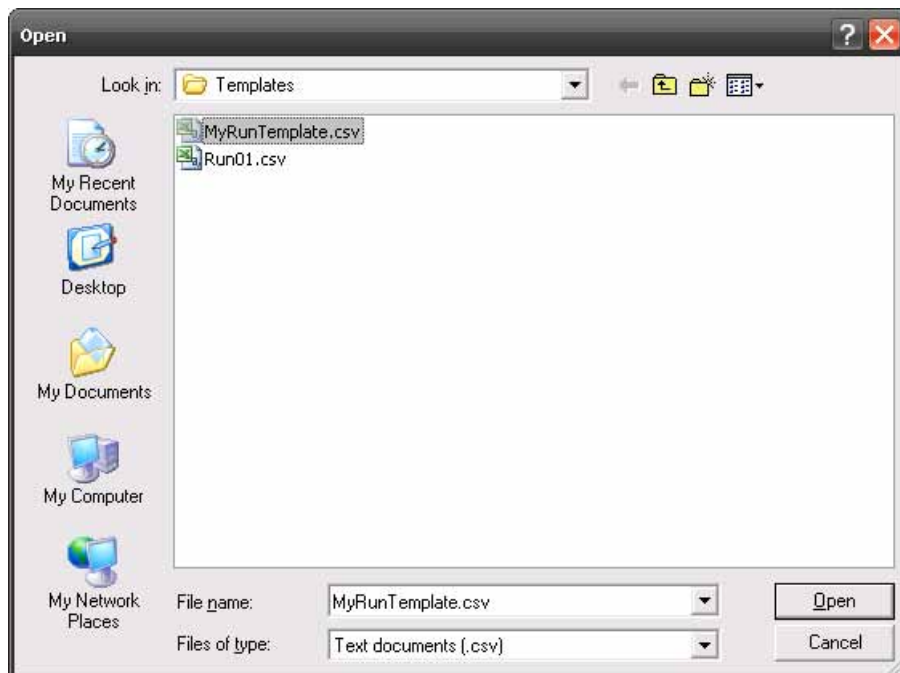 Open
?
Look in:
Templates
MyRunTemplate.csv
Run01.csv
My Recent
Documents
Desktop
My Documents
My Computer
My Network
Places
File name:
MyRunTemplate.csv
Open
Files of type:
Text documents (.csv)
Cancel